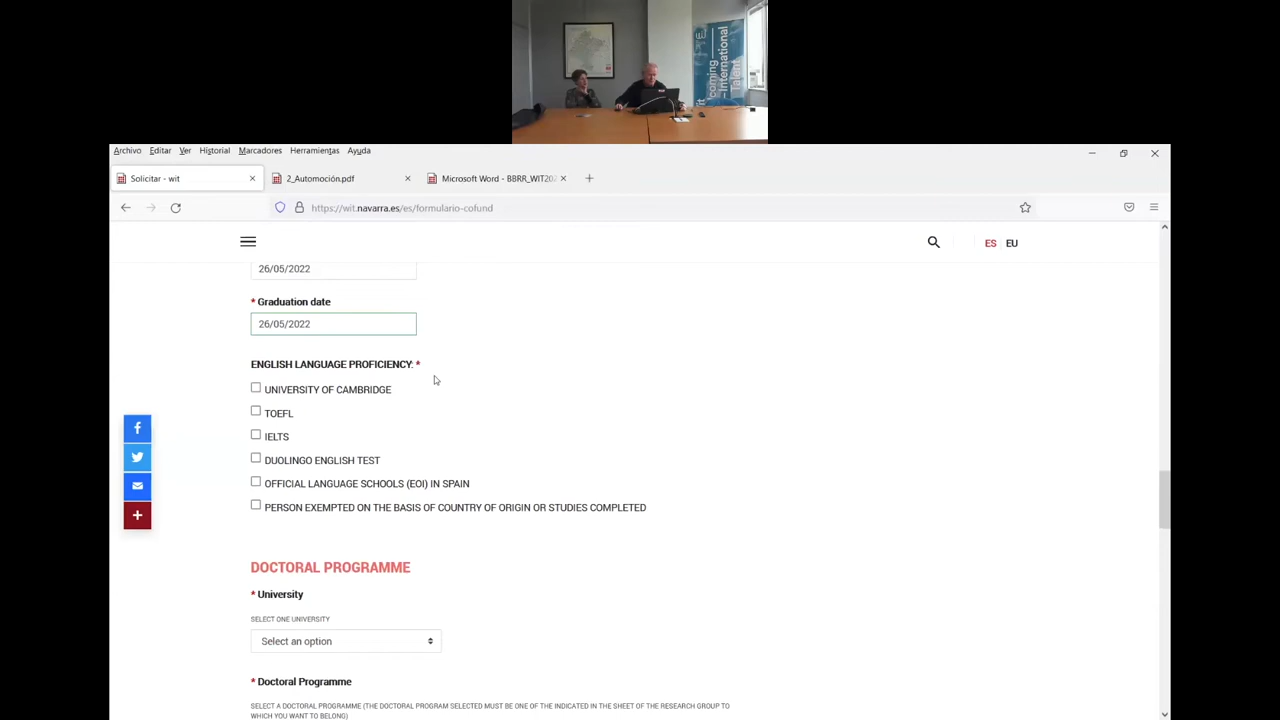 coming
International
Talent
Archivo Editar Ver Historial Marcadores Herramientas Ayuda
Solicitar - wit
2_Automoción.pdf
Microsoft Word - BBRR_WIT202
https://wit.navarra.es/es/formulario-cofund
ES EU
26/05/2022
* Graduation date
26/05/2022
ENGLISH LANGUAGE PROFICIENCY: *
UNIVERSITY OF CAMBRIDGE
TOEFL
IELTS
DUOLINGO ENGLISH TEST
OFFICIAL LANGUAGE SCHOOLS (EOI) IN SPAIN
PERSON EXEMPTED ON THE BASIS OF COUNTRY OF ORIGIN OR STUDIES COMPLETED
DOCTORAL PROGRAMME
* University
SELECT ONE UNIVERSITY
Select an option
* Doctoral Programme
SELECT A DOCTORAL PROGRAMME (THE DOCTORAL PROGRAM SELECTED MUST BE ONE OF THE INDICATED IN THE SHEET OF THE RESEARCH GROUP TO
WHICH YOU WANT TO BELONG)